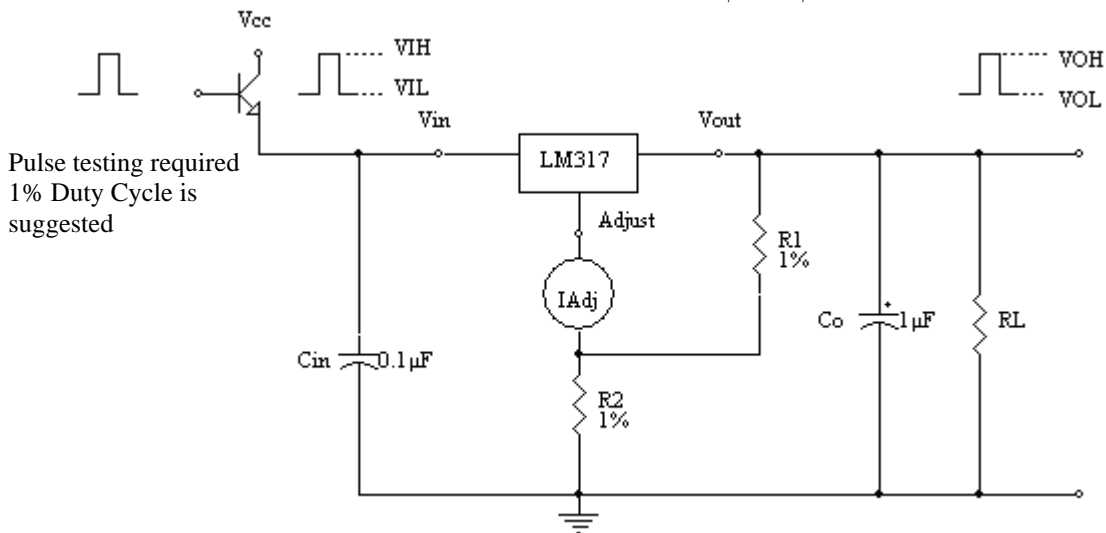 Vcc
VIH
VIL
VOH
VOL
Vin
Vout
Pulse testing required
1% Duty Cycle is
suggested
LM317
Adjust
R1
1%
IAdj
Co
1µF
RL
Cin
0.1µF
R2
1%